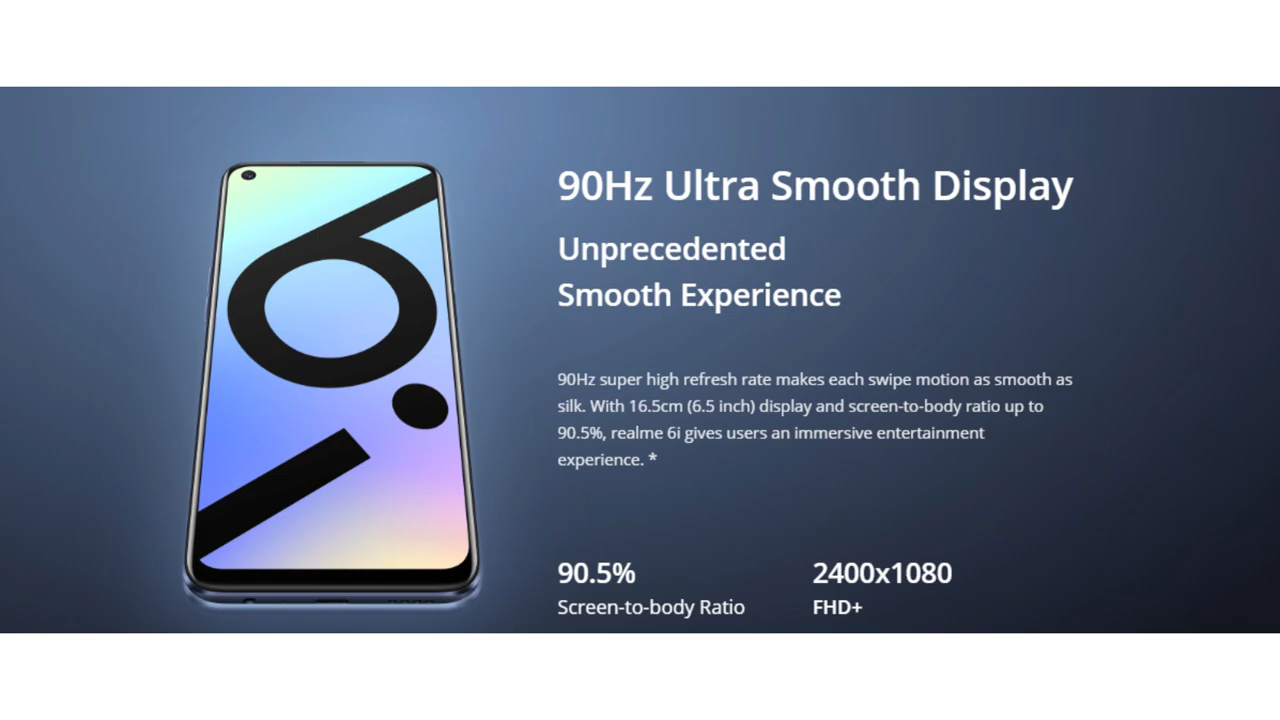 90Hz Ultra Smooth Display
Unprecedented
Smooth Experience
90Hz super high refresh rate makes each swipe motion as smooth as
silk. With 16.5cm (6.5 inch) display and screen-to-body ratio up to
90.5%, realme 6i gives users an immersive entertainment
experience. *
90.5%
2400x1080
Screen-to-body Ratio
FHD+
6i